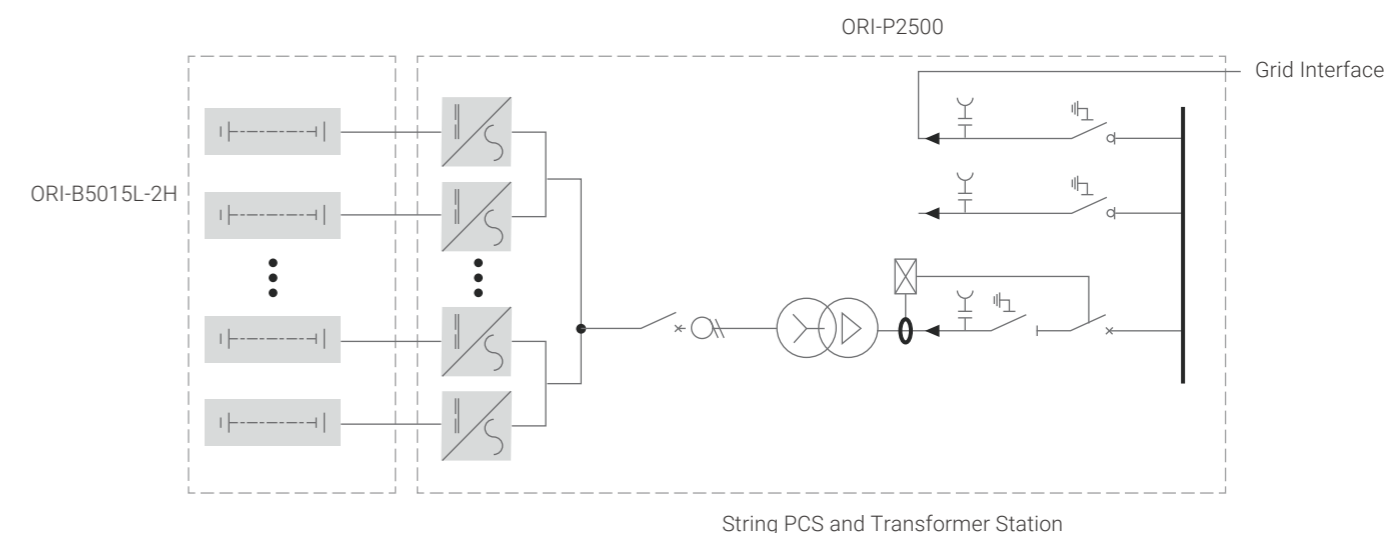 ORI-P2500
Grid Interface
ORI-B5015L-2H
String PCS and Transformer Station